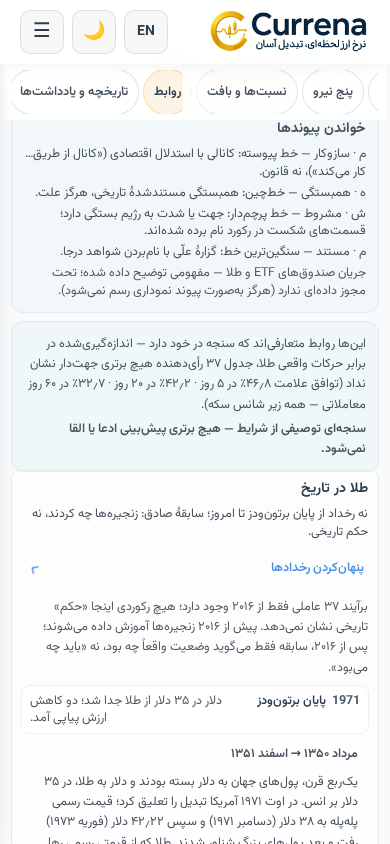 Currena
نرخ ارز لحظه‌ای، تبدیل آسان
EN
پنج نیرو
نسبت‌ها و بافت
روابط
تاریخچه و یادداشت‌ها
خواندن پیوندها
م · سازوکار — خط پیوسته: کانالی با استدلال اقتصادی («کانال از طریق…
کار می‌کند»)، نه قانون.
ه · همبستگی — خط‌چین: همبستگی مستندشدهٔ تاریخی، هرگز علت.
ش · مشروط — خط پرچم‌دار: جهت یا شدت به رژیم بستگی دارد؛
قسمت‌های شکست در رکورد نام برده شده‌اند.
م · مستند — سنگین‌ترین خط: گزارهٔ علّی با نام‌بردن شواهد درجا.
جریان صندوق‌های ETF و طلا — مفهومی توضیح داده شده؛ تحت
مجوز داده‌ای ندارد (هرگز به‌صورت پیوند نموداری رسم نمی‌شود).
این‌ها روابط متعارفی‌اند که سنجه در خود دارد — اندازه‌گیری‌شده در
برابر حرکات واقعی طلا، جدول ۳۷ رأی‌دهنده هیچ برتری جهت‌دار نشان
نداد (توافق علامت ۴۶٫۸٪ در ۵ روز · ۴۲٫۲٪ در ۲۰ روز · ۳۲٫۷٪ در ۶۰ روز
معاملاتی — همه زیر شانس سکه).
سنجه‌ای توصیفی از شرایط — هیچ برتری پیش‌بینی ادعا یا القا
نمی‌شود.
طلا در تاریخ
نه رخداد از پایان برتون‌ودز تا امروز؛ سابقهٔ صادق: زنجیره‌ها چه کردند، نه
حکم تاریخی.
پنهان‌کردن رخدادها
برآیند ۳۷ عاملی فقط از ۲۰۱۶ وجود دارد؛ هیچ رکوردی اینجا «حکم»
تاریخی نشان نمی‌دهد. پیش از ۲۰۱۶ زنجیره‌ها آموزش داده می‌شوند؛
پس از ۲۰۱۶، سابقه فقط می‌گوید وضعیت واقعاً چه بود، نه «باید چه
می‌بود».
1971 پایان برتون‌ودز
دلار در ۳۵ دلار از طلا جدا شد؛ دو کاهش
ارزش پیاپی آمد.
مرداد ۱۳۵۰ → اسفند ۱۳۵۱
یک‌ربع قرن، پول‌های جهان به دلار بسته بودند و دلار به طلا، در ۳۵
دلار بر انس. در اوت ۱۹۷۱ آمریکا تبدیل را تعلیق کرد؛ قیمت رسمی
پله‌پله به ۳۸ دلار (دسامبر ۱۹۷۱) و سپس ۴۲٫۲۲ دلار (فوریه ۱۹۷۳)